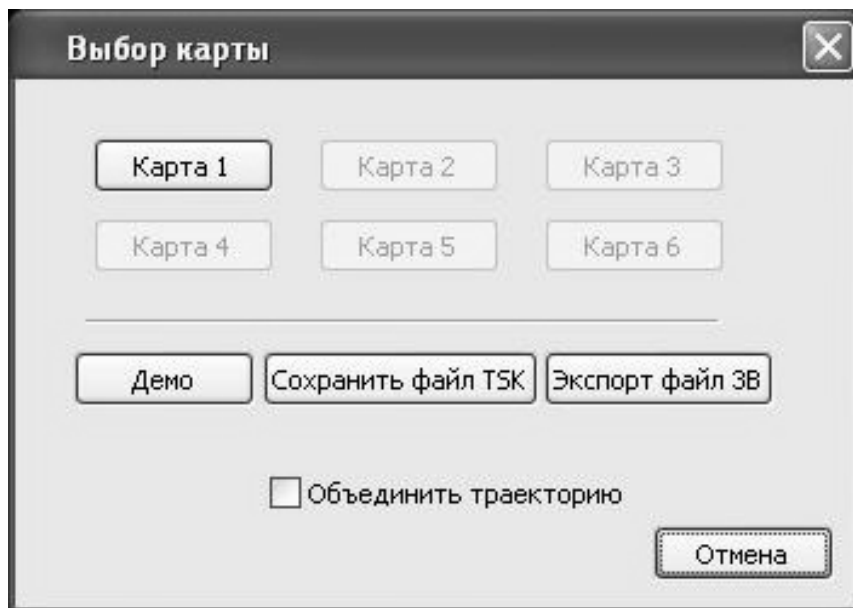 Выбор карты
Карта 1 Карта 2 Карта 3
Карта 4 Карта 5 Карта 6
Демо Сохранить файл TSK Экспорт файл 3B
Объединить траекторию
Отмена